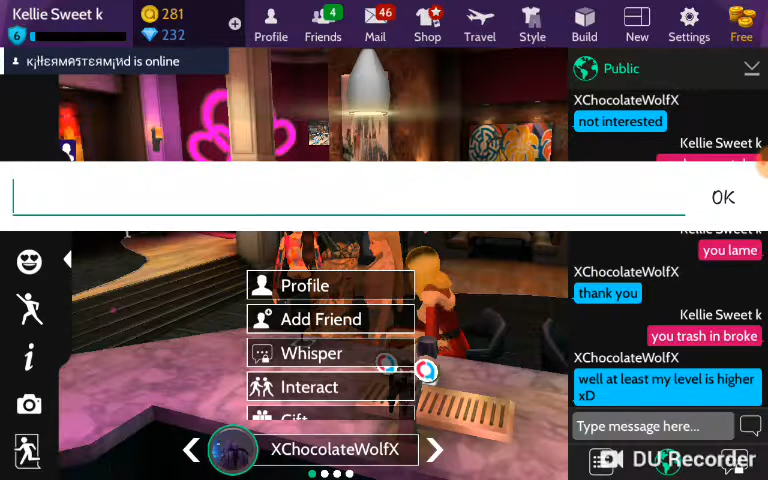 Kellie Sweet k
6
281
232
Profile
4
Friends
46
Mail
Shop
Travel
Style
Build
New
Settings
Free
is online
Public
XChocolateWolfX
not interested
Kellie Sweet k
OK
Kellie Sweet k
you lame
XChocolateWolfX
thank you
Kellie Sweet k
you trash in broke
XChocolateWolfX
well at least my level is higher
xD
Profile
Add Friend
Whisper
Interact
Gift
XChocolateWolfX
Type message here...
DU Recorder